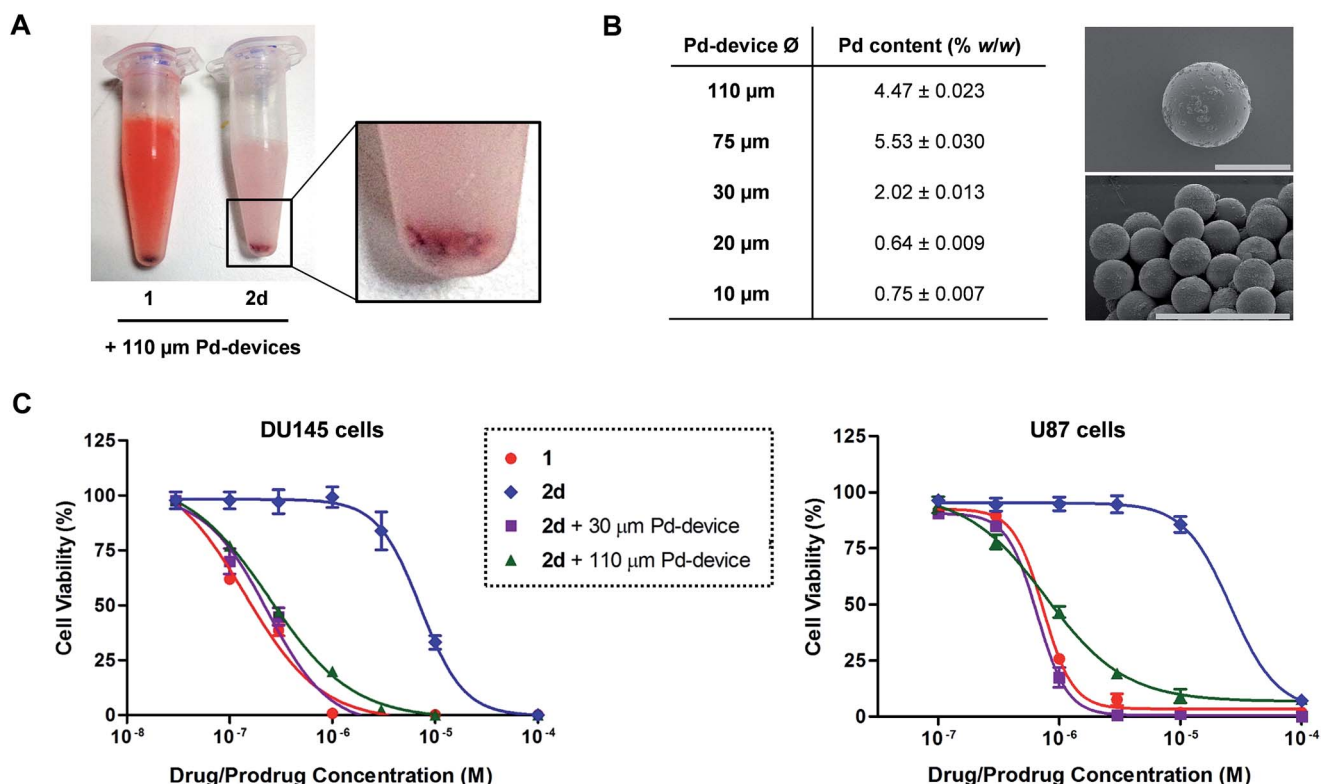 A
1
2d
+ 110 µm Pd-devices
B
Pd-device Ø Pd content (% w/w)
110 µm 4.47 ± 0.023
75 µm 5.53 ± 0.030
30 µm 2.02 ± 0.013
20 µm 0.64 ± 0.009
10 µm 0.75 ± 0.007
C
DU145 cells
125
100
75
50
25
0
Cell Viability (%)
10-8 10-7 10-6 10-5 10-4
Drug/Prodrug Concentration (M)
1
2d
2d + 30 µm Pd-device
2d + 110 µm Pd-device
U87 cells
125
100
75
50
25
0
Cell Viability (%)
10-7 10-6 10-5 10-4
Drug/Prodrug Concentration (M)